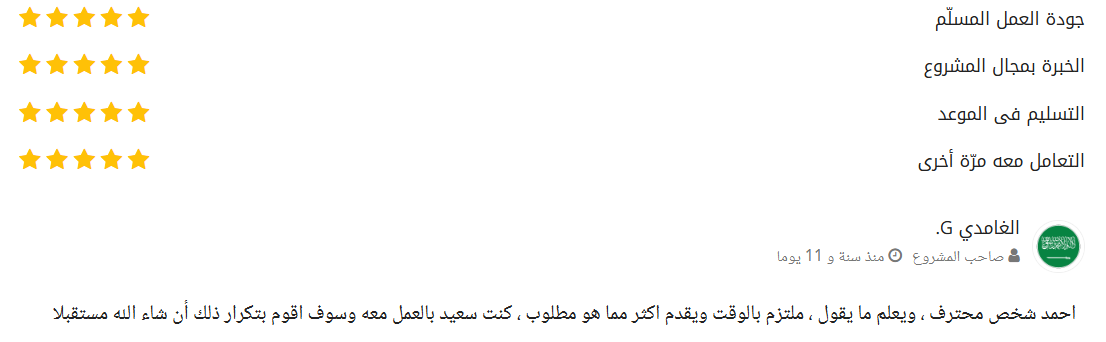 جودة العمل المسلّم
الخبرة بمجال المشروع
التسليم فى الموعد
التعامل معه مرّة أخرى
الغامدي G.
صاحب المشروع منذ سنة و 11 يوما
احمد شخص محترف ، ويعلم ما يقول ، ملتزم بالوقت ويقدم اكثر مما هو مطلوب ، كنت سعيد بالعمل معه وسوف اقوم بتكرار ذلك أن شاء الله مستقبلا